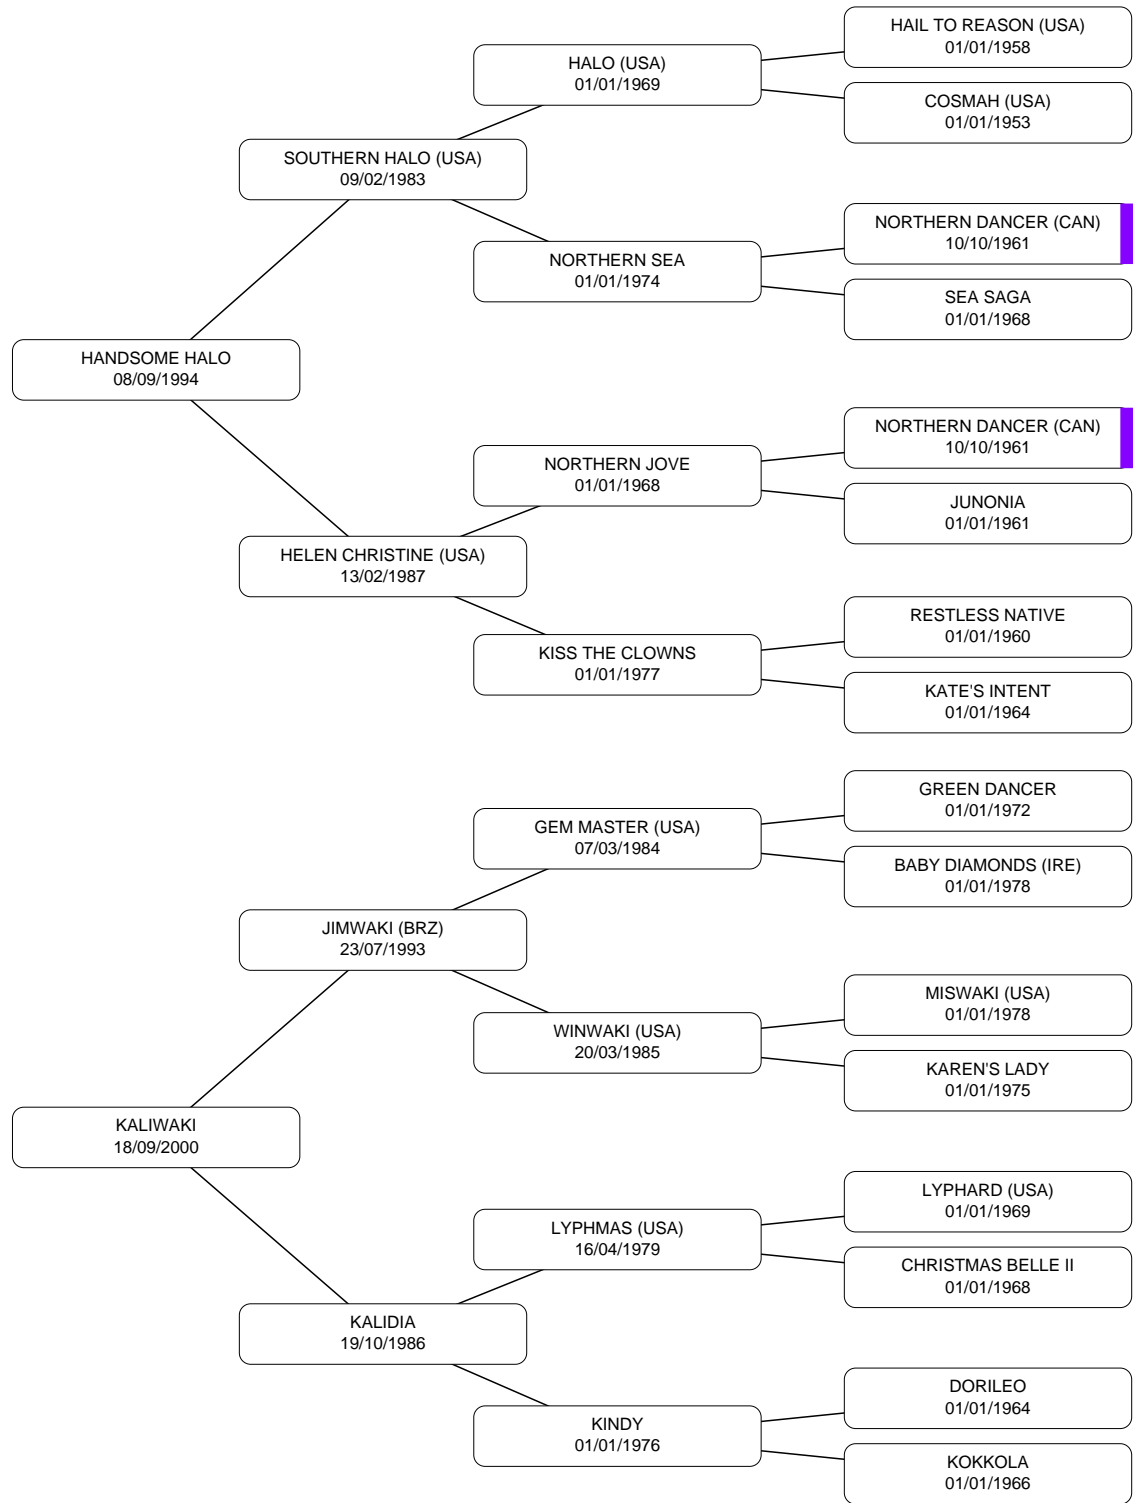 HAIL TO REASON (USA)
01/01/1958
HALO (USA)
01/01/1969
COSMAH (USA)
01/01/1953
SOUTHERN HALO (USA)
09/02/1983
NORTHERN DANCER (CAN)
10/10/1961
NORTHERN SEA
01/01/1974
SEA SAGA
01/01/1968
HANDSOME HALO
08/09/1994
NORTHERN DANCER (CAN)
10/10/1961
NORTHERN JOVE
01/01/1968
JUNONIA
01/01/1961
HELEN CHRISTINE (USA)
13/02/1987
RESTLESS NATIVE
01/01/1960
KISS THE CLOWNS
01/01/1977
KATE'S INTENT
01/01/1964
GREEN DANCER
01/01/1972
GEM MASTER (USA)
07/03/1984
BABY DIAMONDS (IRE)
01/01/1978
JIMWAKI (BRZ)
23/07/1993
MISWAKI (USA)
01/01/1978
WINWAKI (USA)
20/03/1985
KAREN'S LADY
01/01/1975
KALIWAKI
18/09/2000
LYPHARD (USA)
01/01/1969
LYPHMAS (USA)
16/04/1979
CHRISTMAS BELLE II
01/01/1968
KALIDIA
19/10/1986
DORILEO
01/01/1964
KINDY
01/01/1976
KOKKOLA
01/01/1966